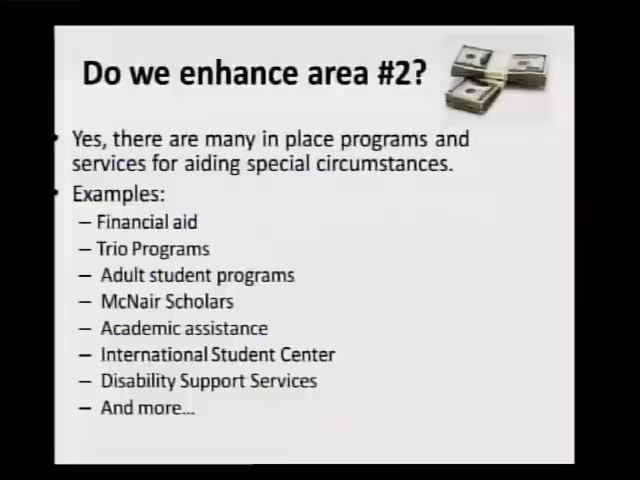 Do we enhance area #2?
• Yes, there are many in place programs and
services for aiding special circumstances.
• Examples:
– Financial aid
– Trio Programs
– Adult student programs
– McNair Scholars
– Academic assistance
– International Student Center
– Disability Support Services
– And more...